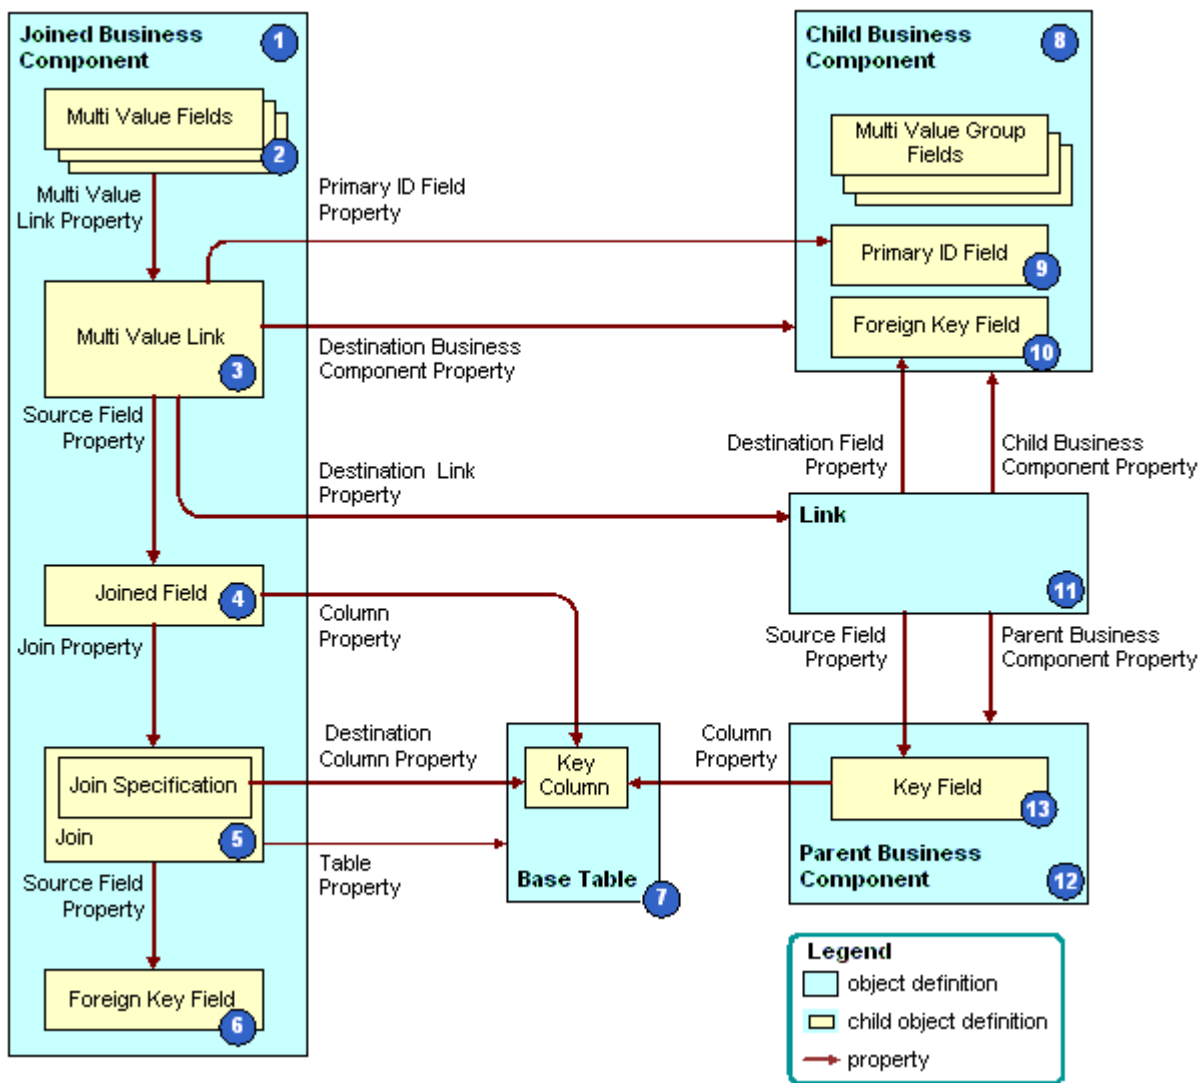 Joined Business
Component
1
Multi Value Fields
2
Multi Value
Link Property
Primary ID Field
Property
Multi Value Link
3
Destination Business
Component Property
Source Field
Property
Destination Link
Property
Joined Field
4
Column
Property
Join Property
Join Specification
Join
5
Destination
Column Property
Table
Property
Source Field
Property
Foreign Key Field
6
Key
Column
Base Table
7
Child Business
Component
8
Multi Value Group
Fields
Primary ID Field
9
Foreign Key Field
10
Destination Field
Property
Child Business
Component Property
Link
11
Source Field
Property
Parent Business
Component Property
Column
Property
Key Field
13
Parent Business
Component
12
Legend
object definition
child object definition
property